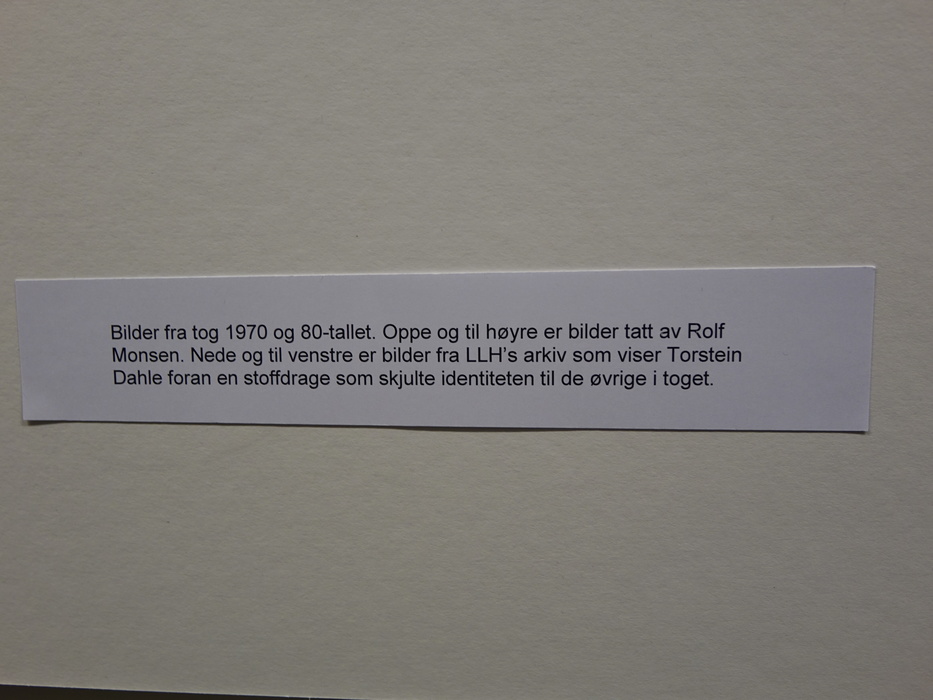 Bilder fra tog 1970 og 80-tallet. Oppe og til høyre er bilder tatt av Rolf
Monsen. Nede og til venstre er bilder fra LLH's arkiv som viser Torstein
Dahle foran en stoffdrage som skjulte identiteten til de øvrige i toget.